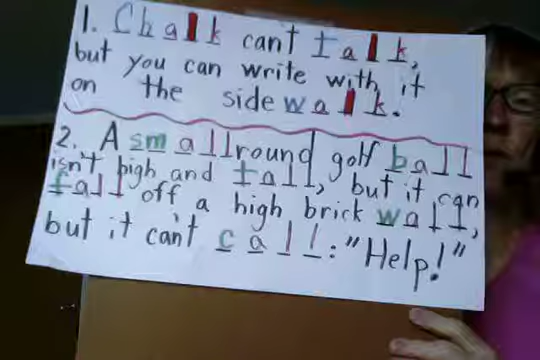 1. Chalk can't talk,
but you can write with it
on the sidewalk.
2. A small round golf ball
isn't high and tall, but it can
fall off a high brick wall,
but it can't call: "Help!"